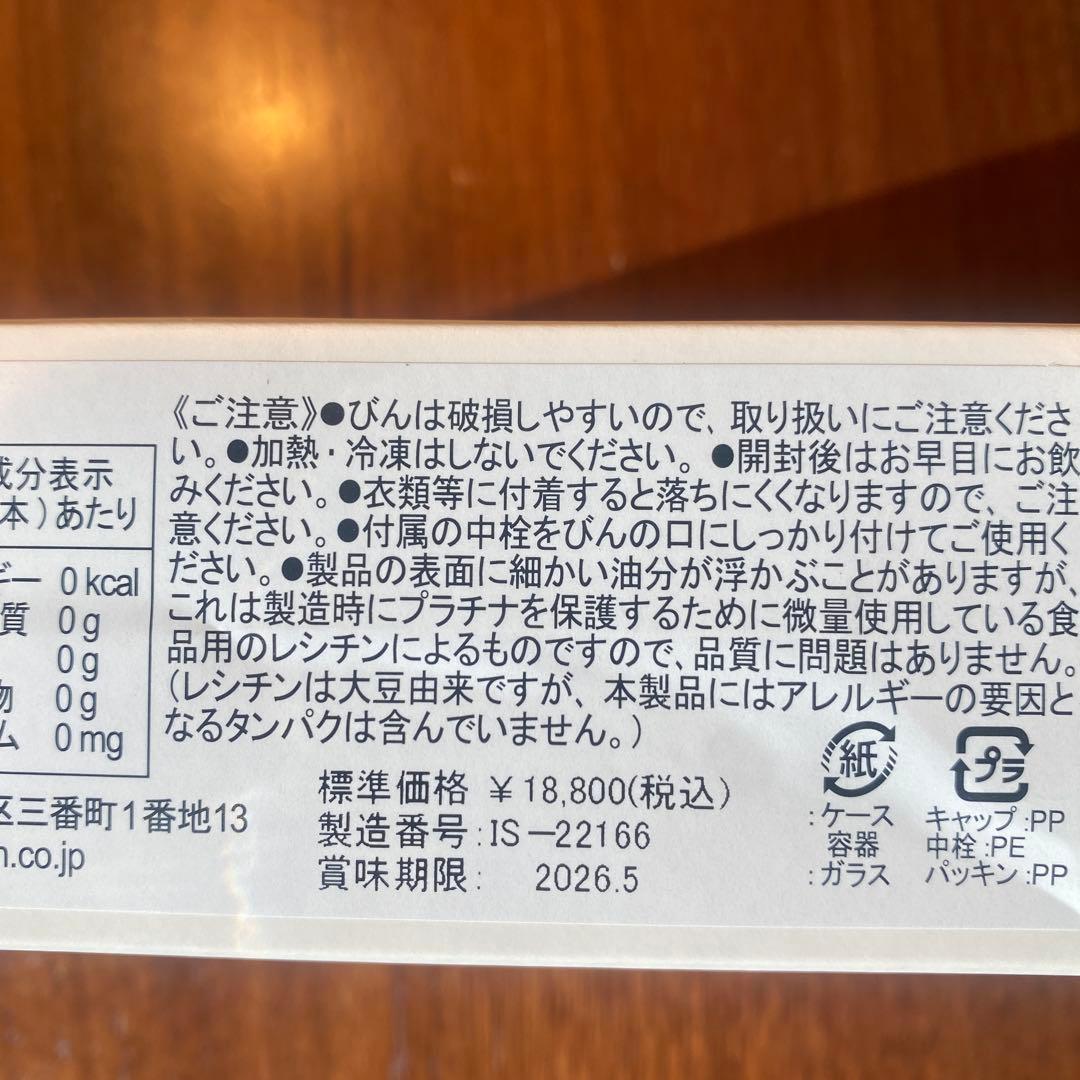 《ご注意》●びんは破損しやすいので、取り扱いにご注意くださ
い。●加熱・冷凍はしないでください。 ●開封後はお早目にお飲
みください。●衣類等に付着すると落ちにくくなりますので、ご注
意ください。●付属の中栓をびんの口にしっかり付けてご使用く
ださい。●製品の表面に細かい油分が浮かぶことがありますが、
これは製造時にプラチナを保護するために微量使用している食
品用のレシチンによるものですので、品質に問題はありません。
(レシチンは大豆由来ですが、本製品にはアレルギーの要因と
なるタンパクは含んでいません。)
成分表示
本)あたり
ギー 0kcal
質 0g
0g
物 0g
ム 0mg
区三番町1番地13
n.co.jp
標準価格 ￥18,800(税込)
製造番号:IS-22166
賞味期限: 2026.5
紙
:ケース
容器
:ガラス
プラ
キャップ:PP
中栓:PE
パッキン:PP